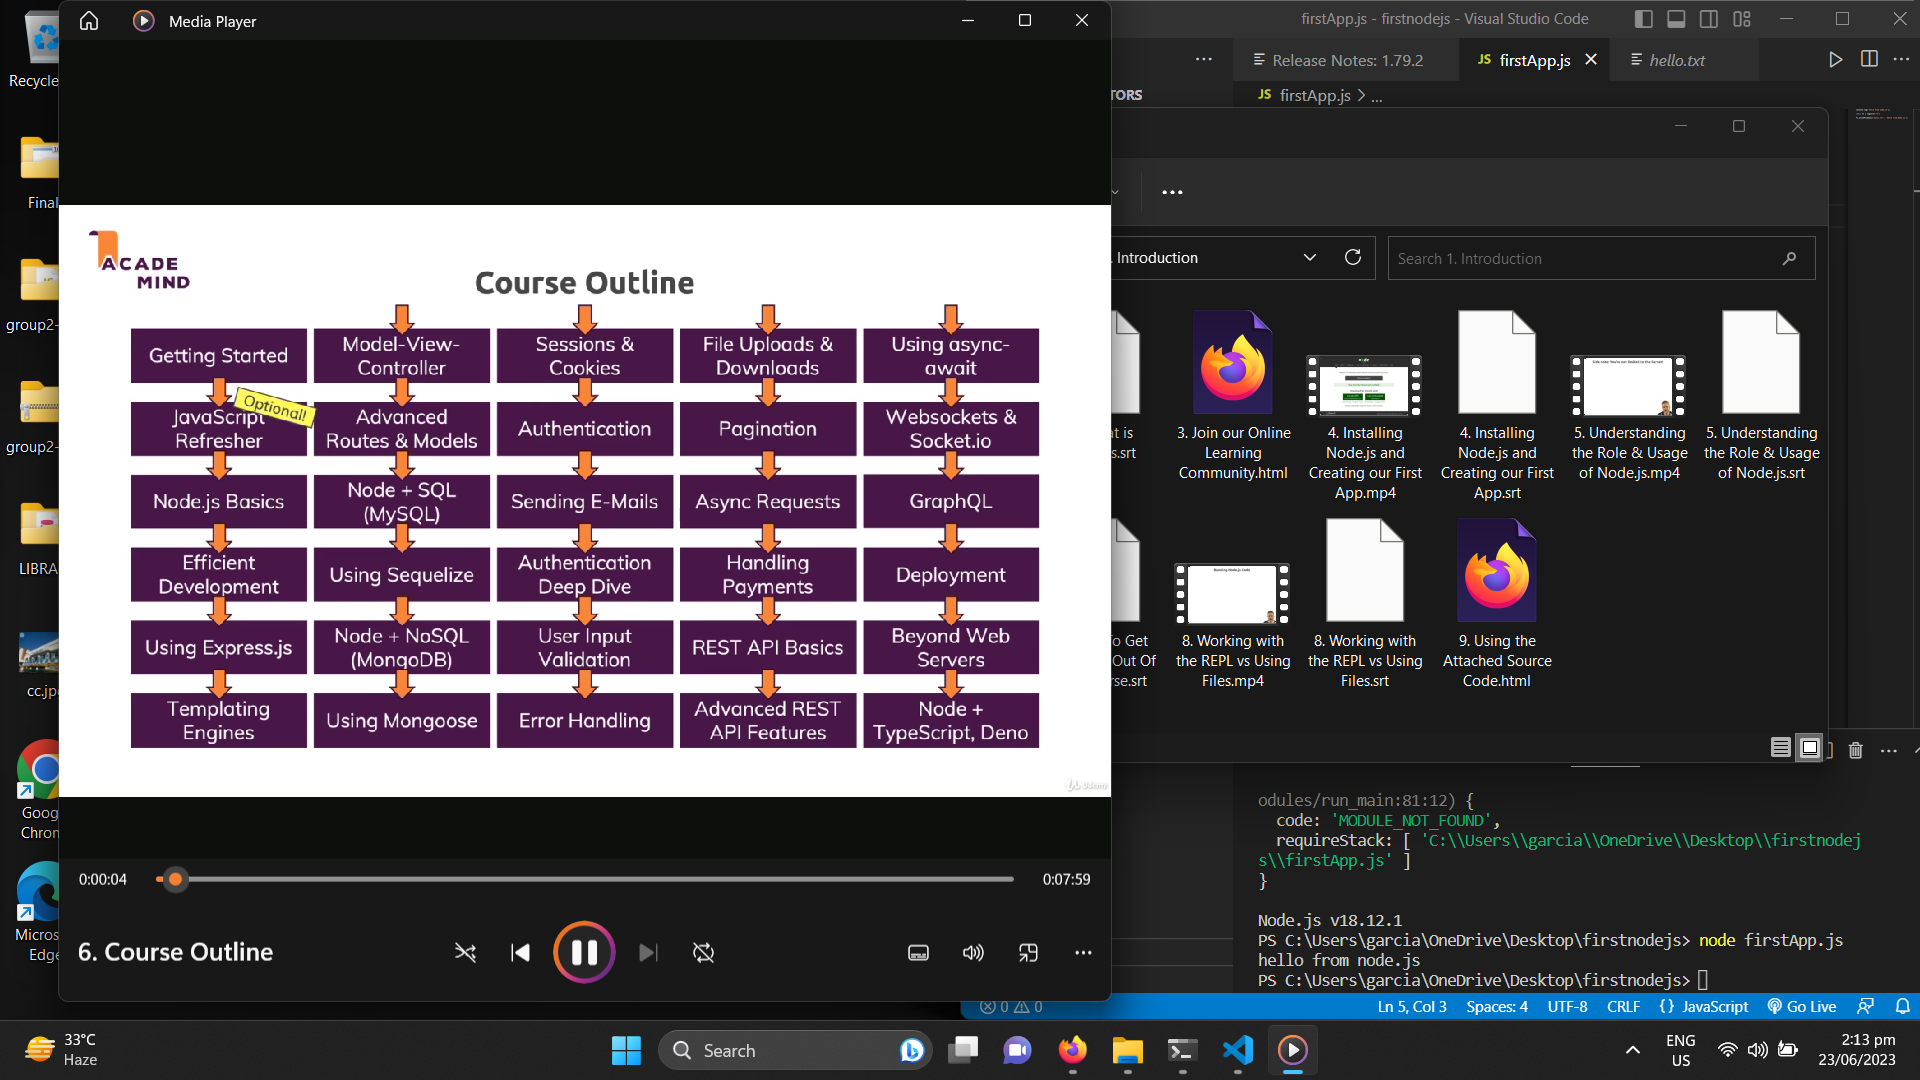 Recycle
Final
group2-
group2-
LIBRA
cc.jp
Goog
Chrom
Micros
Edge
Media Player
ACADE
MIND
Course Outline
Getting Started
Optional!
JavaScript
Refresher
Node.js Basics
Efficient
Development
Using Express.js
Templating
Engines
Model-View-
Controller
Advanced
Routes & Models
Node + SQL
(MySQL)
Using Sequelize
Node + NoSQL
(MongoDB)
Using Mongoose
Sessions &
Cookies
Authentication
Sending E-Mails
Authentication
Deep Dive
User Input
Validation
Error Handling
File Uploads &
Downloads
Pagination
Async Requests
Handling
Payments
REST API Basics
Advanced REST
API Features
Using async-
await
Websockets &
Socket.io
GraphQL
Deployment
Beyond Web
Servers
Node +
TypeScript, Deno
Udemy
0:00:04
0:07:59
6. Course Outline
firstApp.js - firstnodejs - Visual Studio Code
Release Notes: 1.79.2
JS firstApp.js
hello.txt
TORS
JS firstApp.js > ...
Introduction
Search 1. Introduction
at is
s.srt
3. Join our Online
Learning
Community.html
4. Installing
Node.js and
Creating our First
App.mp4
4. Installing
Node.js and
Creating our First
App.srt
5. Understanding
the Role & Usage
of Node.js.mp4
5. Understanding
the Role & Usage
of Node.js.srt
To Get
Out Of
rse.srt
8. Working with
the REPL vs Using
Files.mp4
8. Working with
the REPL vs Using
Files.srt
9. Using the
Attached Source
Code.html
odules/run_main:81:12) {
code: 'MODULE_NOT_FOUND',
requireStack: [ 'C:\\Users\\garcia\\OneDrive\\Desktop\\firstnodej
s\\firstApp.js' ]
}
Node.js v18.12.1
PS C:\Users\garcia\OneDrive\Desktop\firstnodejs> node firstApp.js
hello from node.js
PS C:\Users\garcia\OneDrive\Desktop\firstnodejs>
0 0
Ln 5, Col 3
Spaces: 4
UTF-8
CRLF
{} JavaScript
Go Live
33°C
Haze
Search
ENG
US
2:13 pm
23/06/2023